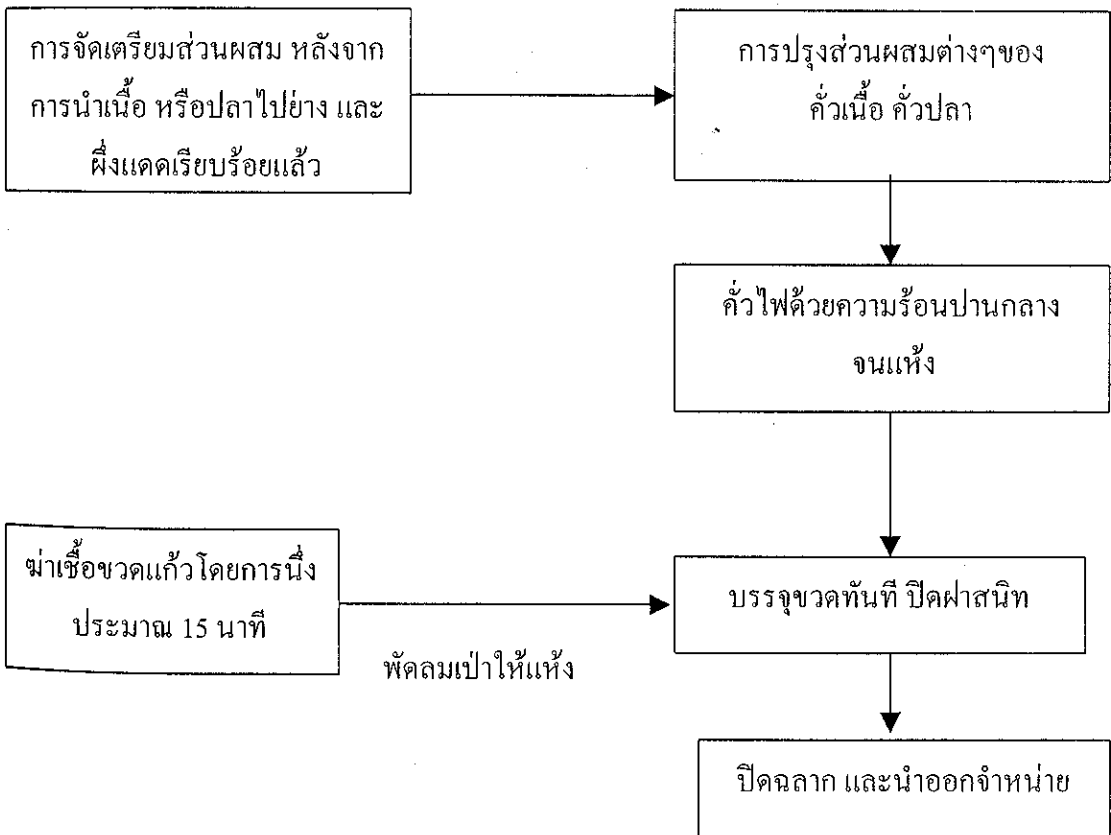 การจัดเตรียมส่วนผสม หลังจาก
การนำเนื้อ หรือปลาไปย่าง และ
ผึ่งแดดเรียบร้อยแล้ว
การปรุงส่วนผสมต่างๆของ
คั่วเนื้อ คั่วปลา
คั่วไฟด้วยความร้อนปานกลาง
จนแห้ง
ฆ่าเชื้อขวดแก้วโดยการนึ่ง
ประมาณ 15 นาที
พัดลมเป่าให้แห้ง
บรรจุขวดทันที ปิดฝาสนิท
ปิดฉลาก และนำออกจำหน่าย